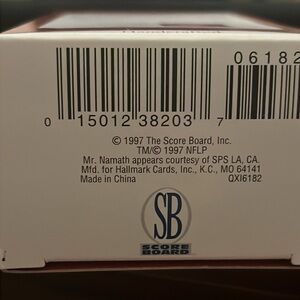 Handcrafted
06182
0 15012 38203 7
© 1997 The Score Board, Inc.
TM/© 1997 NFLP
Mr. Namath appears courtesy of SPS LA, CA.
Mfd. for Hallmark Cards, Inc., K.C., MO 64141
Made in China QXI6182
SB
SCORE
BOARD